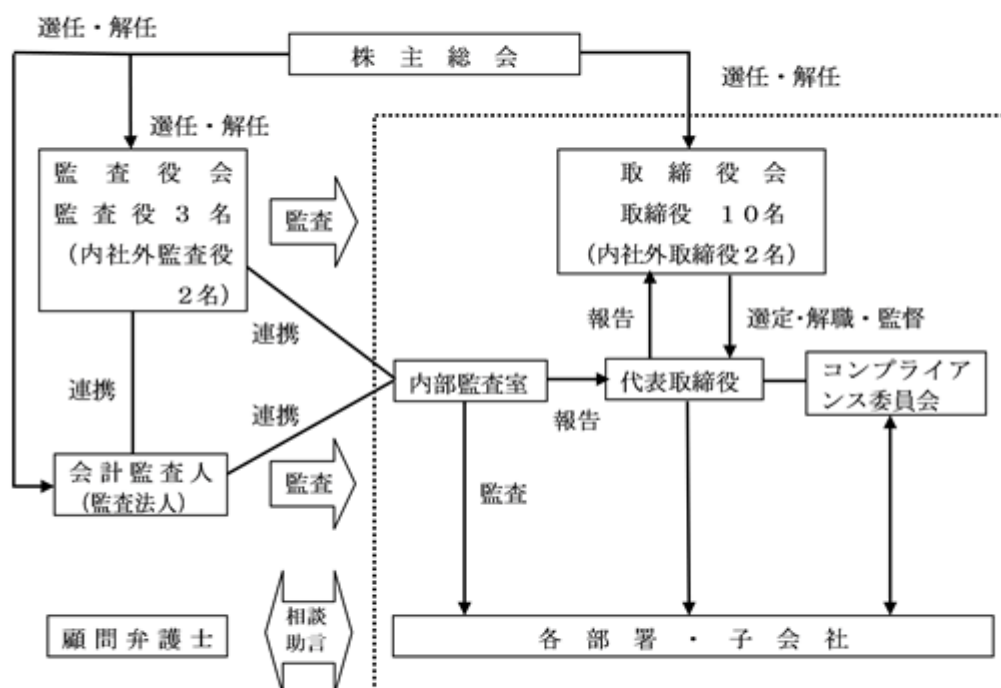 選任・解任
株主総会
選任・解任
選任・解任
監査役会
監査役3名
(内社外監査役
2名)
監査
取締役会
取締役 10名
(内社外取締役2名)
連携
報告
選定・解職・監督
連携
内部監査室
代表取締役
コンプライア
ンス委員会
連携
報告
会計監査人
(監査法人)
監査
監査
顧問弁護士
相談
助言
各部署・子会社